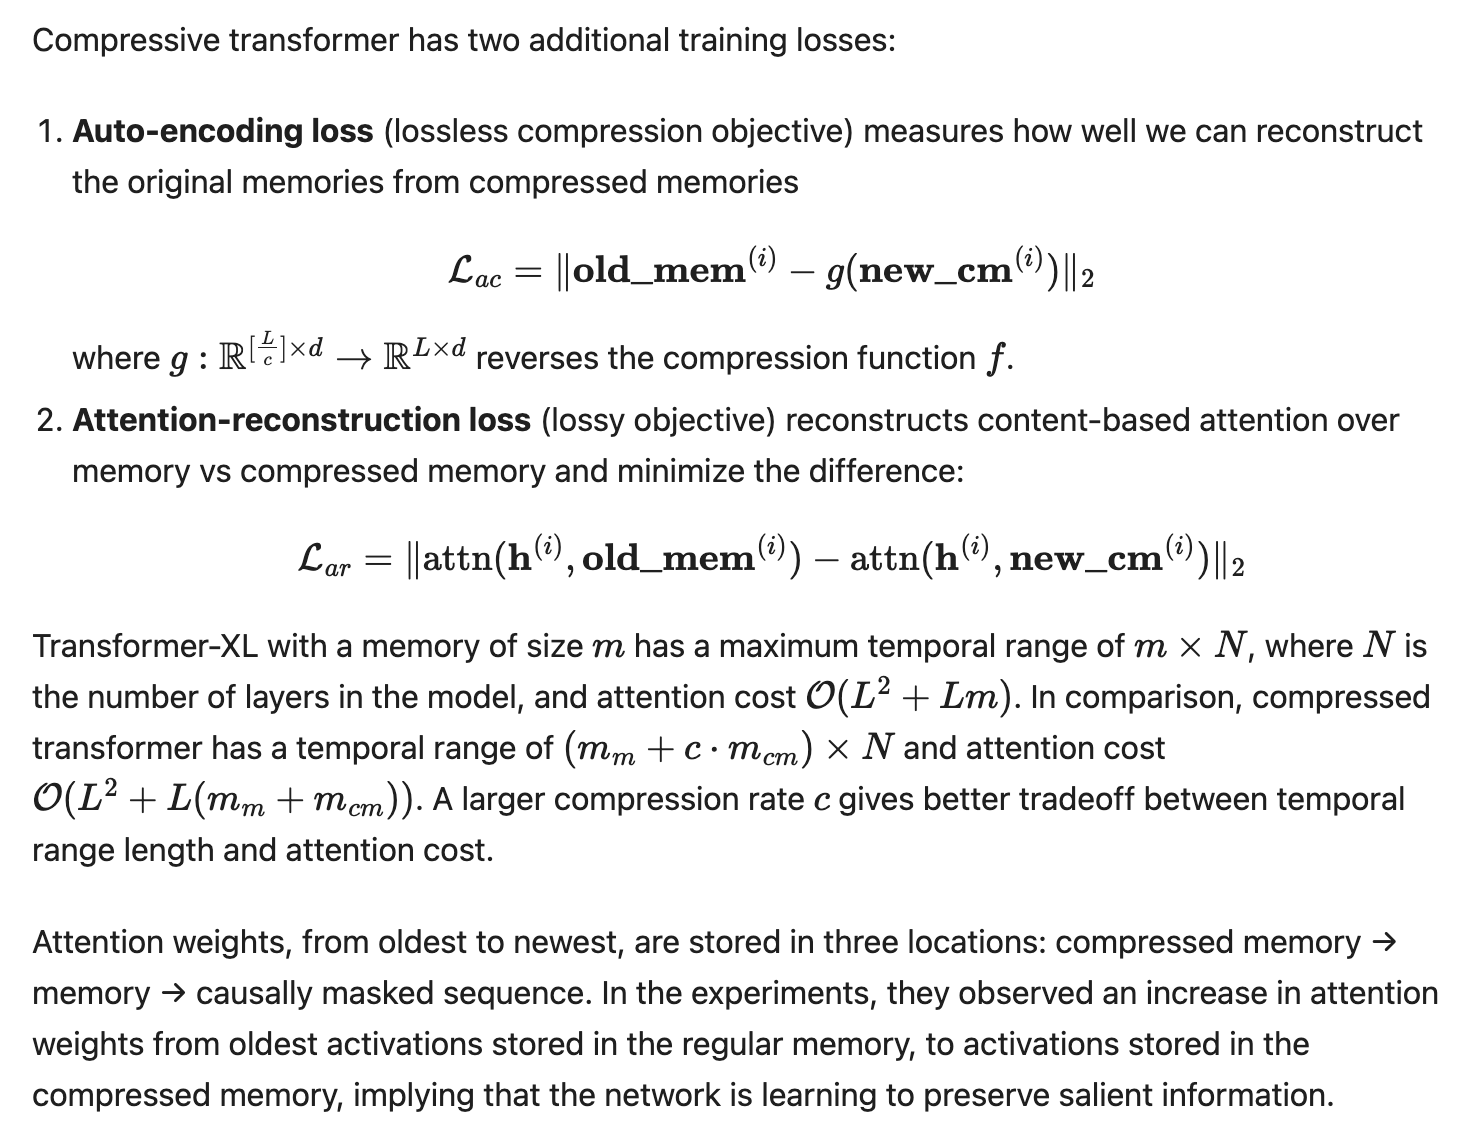 Compressive transformer has two additional training losses:
1. Auto-encoding loss (lossless compression objective) measures how well we can reconstruct
the original memories from compressed memories
$\mathcal{L}_{ac} = \|\textbf{old\_mem}^{(i)} - g(\textbf{new\_cm}^{(i)})\|_2$
where $g : \mathbb{R}^{[\frac{L}{c}] \times d} \to \mathbb{R}^{L \times d}$ reverses the compression function $f$.
2. Attention-reconstruction loss (lossy objective) reconstructs content-based attention over
memory vs compressed memory and minimize the difference:
$\mathcal{L}_{ar} = \|\text{attn}(\mathbf{h}^{(i)}, \textbf{old\_mem}^{(i)}) - \text{attn}(\mathbf{h}^{(i)}, \textbf{new\_cm}^{(i)})\|_2$
Transformer-XL with a memory of size $m$ has a maximum temporal range of $m \times N$, where $N$ is
the number of layers in the model, and attention cost $\mathcal{O}(L^2 + Lm)$. In comparison, compressed
transformer has a temporal range of $(m_m + c \cdot m_{cm}) \times N$ and attention cost
$\mathcal{O}(L^2 + L(m_m + m_{cm}))$. A larger compression rate $c$ gives better tradeoff between temporal
range length and attention cost.
Attention weights, from oldest to newest, are stored in three locations: compressed memory →
memory → causally masked sequence. In the experiments, they observed an increase in attention
weights from oldest activations stored in the regular memory, to activations stored in the
compressed memory, implying that the network is learning to preserve salient information.